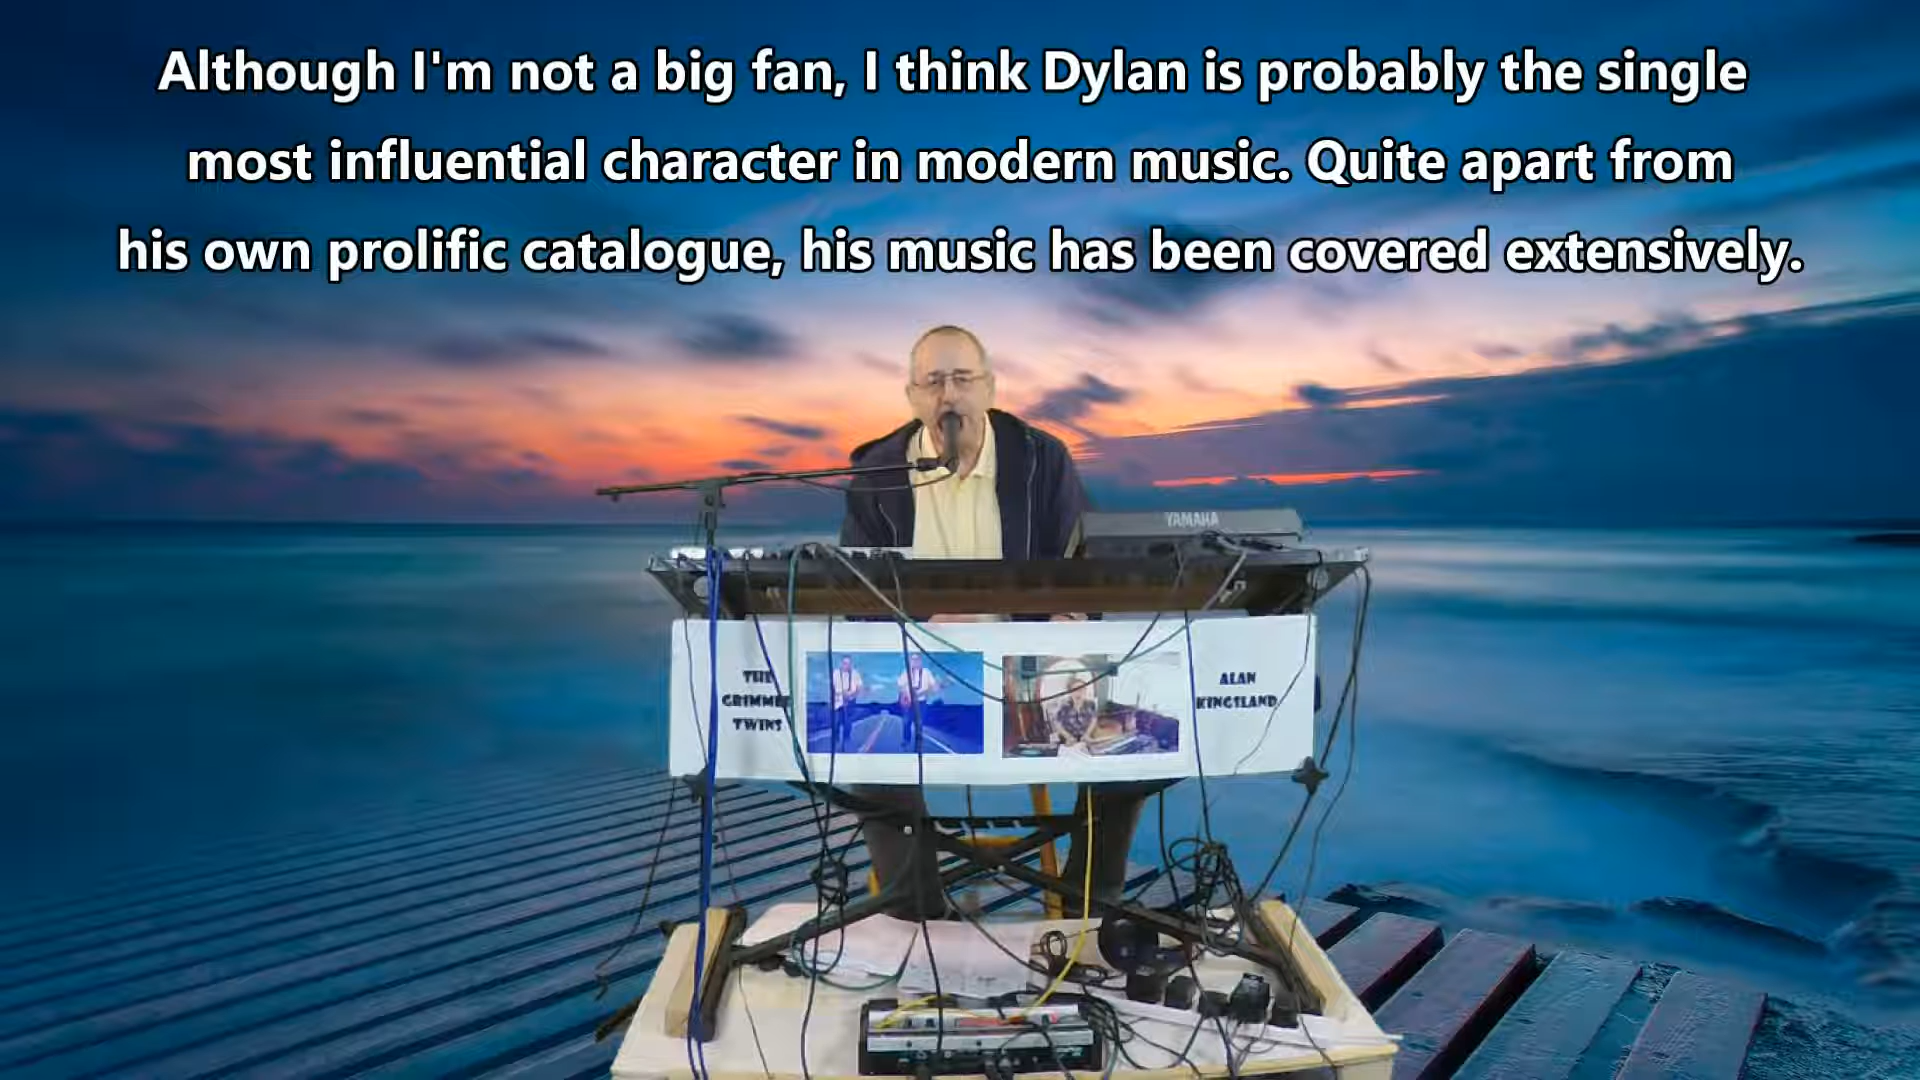 Although I'm not a big fan, I think Dylan is probably the single
most influential character in modern music. Quite apart from
his own prolific catalogue, his music has been covered extensively.
YAMAHA
THE
GRIMMER
TWINS
ALAN
KINGSLAND